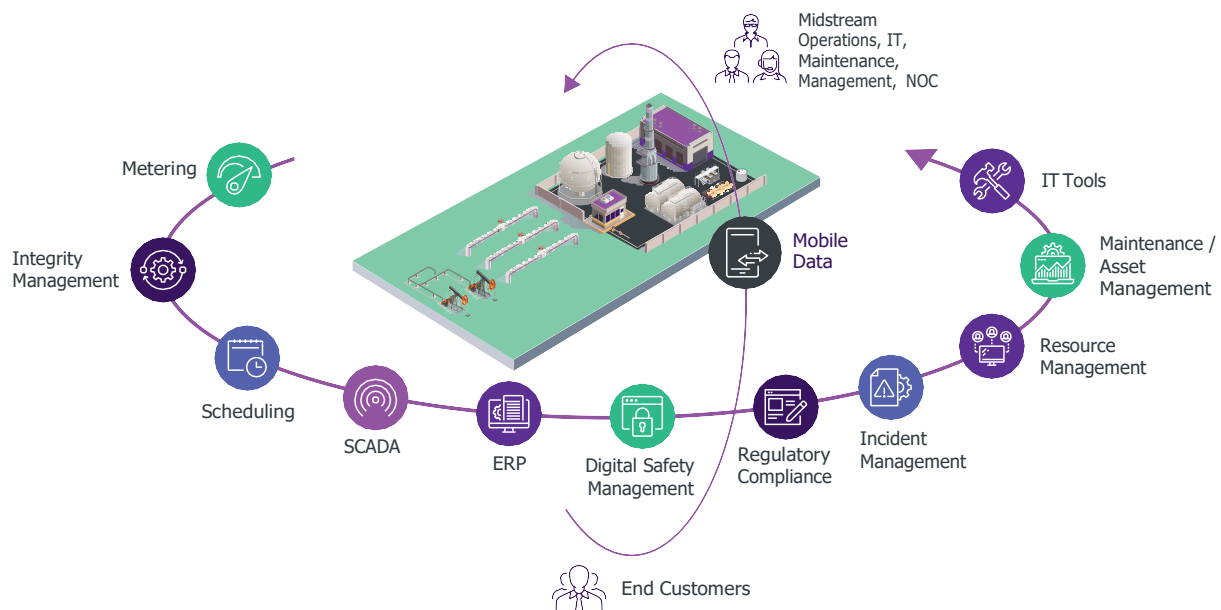 Midstream
Operations, IT,
Maintenance,
Management, NOC
Metering
IT Tools
Integrity
Management
Mobile
Data
Maintenance /
Asset
Management
Resource
Management
Scheduling
SCADA
ERP
Digital Safety
Management
Regulatory
Compliance
Incident
Management
End Customers